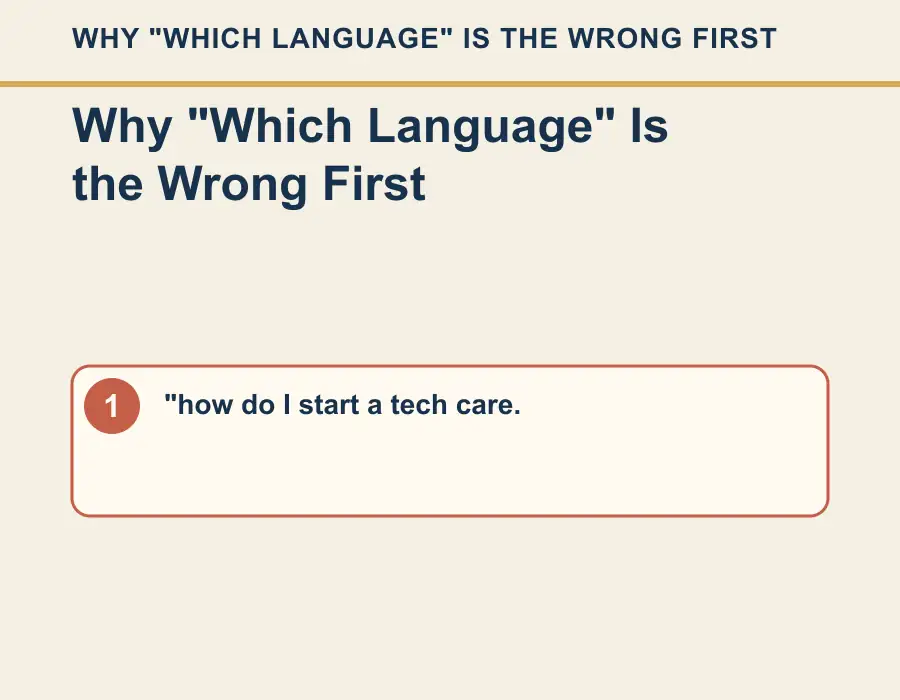 WHY "WHICH LANGUAGE" IS THE WRONG FIRST
Why "Which Language" Is
the Wrong First
1 "how do I start a tech care.